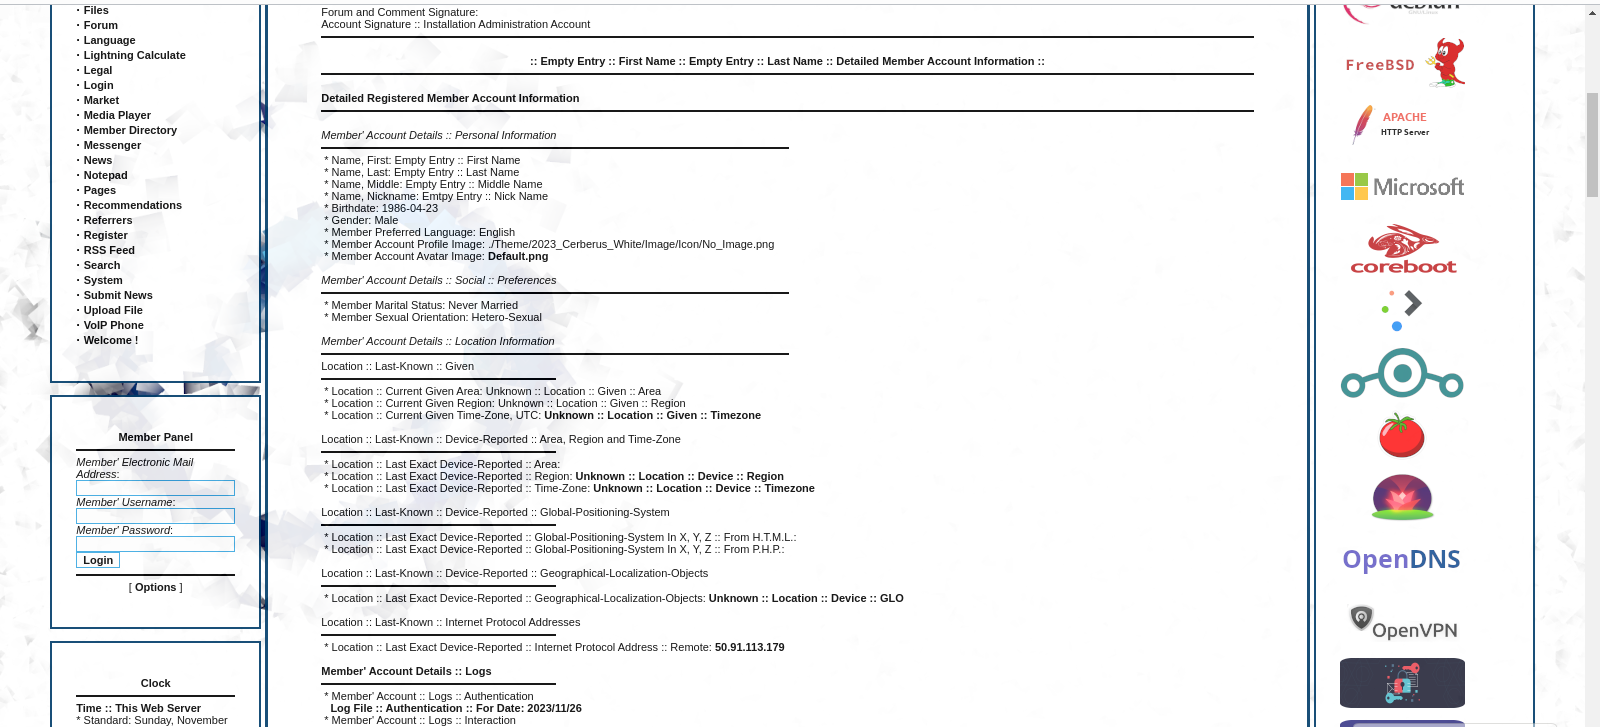 · Files
· Forum
· Language
· Lightning Calculate
· Legal
· Login
· Market
· Media Player
· Member Directory
· Messenger
· News
· Notepad
· Pages
· Recommendations
· Referrers
· Register
· RSS Feed
· Search
· System
· Submit News
· Upload File
· VoIP Phone
· Welcome !
Member Panel
Member' Electronic Mail
Address:
Member' Username:
Member' Password:
Login
[ Options ]
Clock
Time :: This Web Server
* Standard: Sunday, November
Forum and Comment Signature:
Account Signature :: Installation Administration Account
:: Empty Entry :: First Name :: Empty Entry :: Last Name :: Detailed Member Account Information ::
Detailed Registered Member Account Information
Member' Account Details :: Personal Information
* Name, First: Empty Entry :: First Name
* Name, Last: Empty Entry :: Last Name
* Name, Middle: Empty Entry :: Middle Name
* Name, Nickname: Emtpy Entry :: Nick Name
* Birthdate: 1986-04-23
* Gender: Male
* Member Preferred Language: English
* Member Account Profile Image: ./Theme/2023_Cerberus_White/Image/Icon/No_Image.png
* Member Account Avatar Image: Default.png
Member' Account Details :: Social :: Preferences
* Member Marital Status: Never Married
* Member Sexual Orientation: Hetero-Sexual
Member' Account Details :: Location Information
Location :: Last-Known :: Given
* Location :: Current Given Area: Unknown :: Location :: Given :: Area
* Location :: Current Given Region: Unknown :: Location :: Given :: Region
* Location :: Current Given Time-Zone, UTC: Unknown :: Location :: Given :: Timezone
Location :: Last-Known :: Device-Reported :: Area, Region and Time-Zone
* Location :: Last Exact Device-Reported :: Area:
* Location :: Last Exact Device-Reported :: Region: Unknown :: Location :: Device :: Region
* Location :: Last Exact Device-Reported :: Time-Zone: Unknown :: Location :: Device :: Timezone
Location :: Last-Known :: Device-Reported :: Global-Positioning-System
* Location :: Last Exact Device-Reported :: Global-Positioning-System In X, Y, Z :: From H.T.M.L.:
* Location :: Last Exact Device-Reported :: Global-Positioning-System In X, Y, Z :: From P.H.P.:
Location :: Last-Known :: Device-Reported :: Geographical-Localization-Objects
* Location :: Last Exact Device-Reported :: Geographical-Localization-Objects: Unknown :: Location :: Device :: GLO
Location :: Last-Known :: Internet Protocol Addresses
* Location :: Last Exact Device-Reported :: Internet Protocol Address :: Remote: 50.91.113.179
Member' Account Details :: Logs
* Member' Account :: Logs :: Authentication
Log File :: Authentication :: For Date: 2023/11/26
* Member' Account :: Logs :: Interaction
debian
FreeBSD
APACHE
HTTP Server
Microsoft
coreboot
OpenDNS
OpenVPN